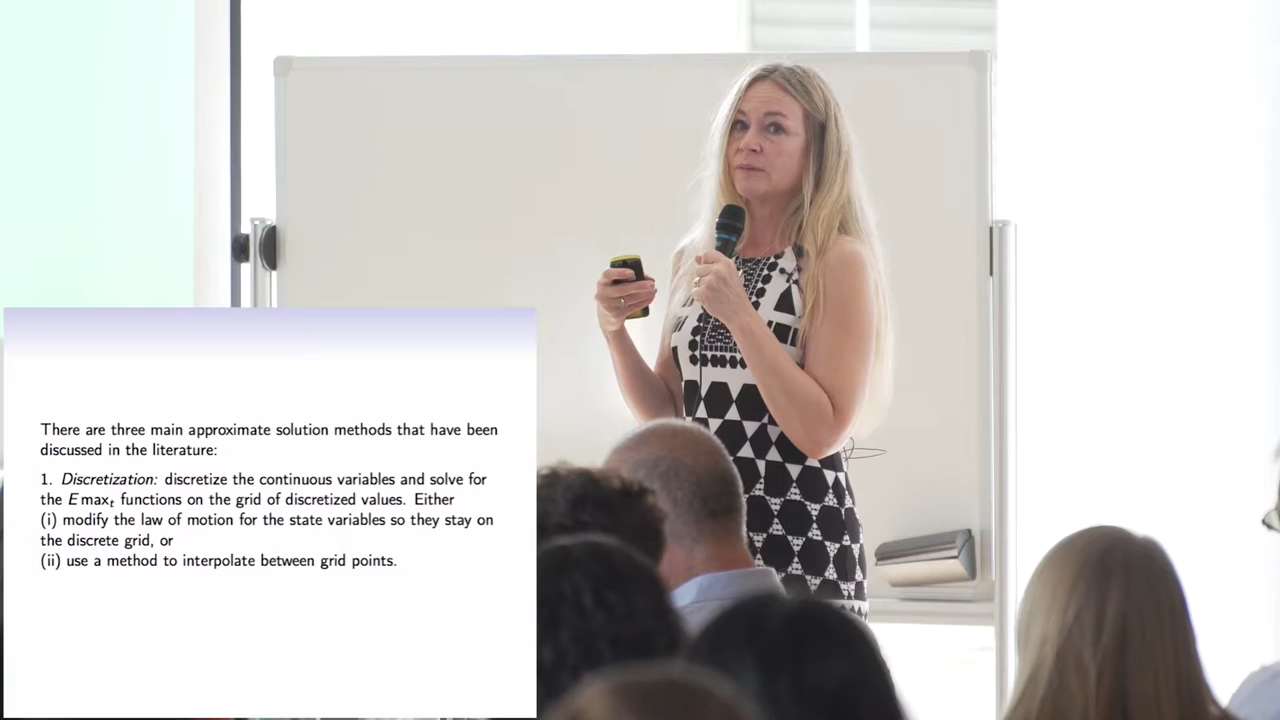 There are three main approximate solution methods that have been
discussed in the literature:
1. Discretization: discretize the continuous variables and solve for
the E maxₜ functions on the grid of discretized values. Either
(i) modify the law of motion for the state variables so they stay on
the discrete grid, or
(ii) use a method to interpolate between grid points.